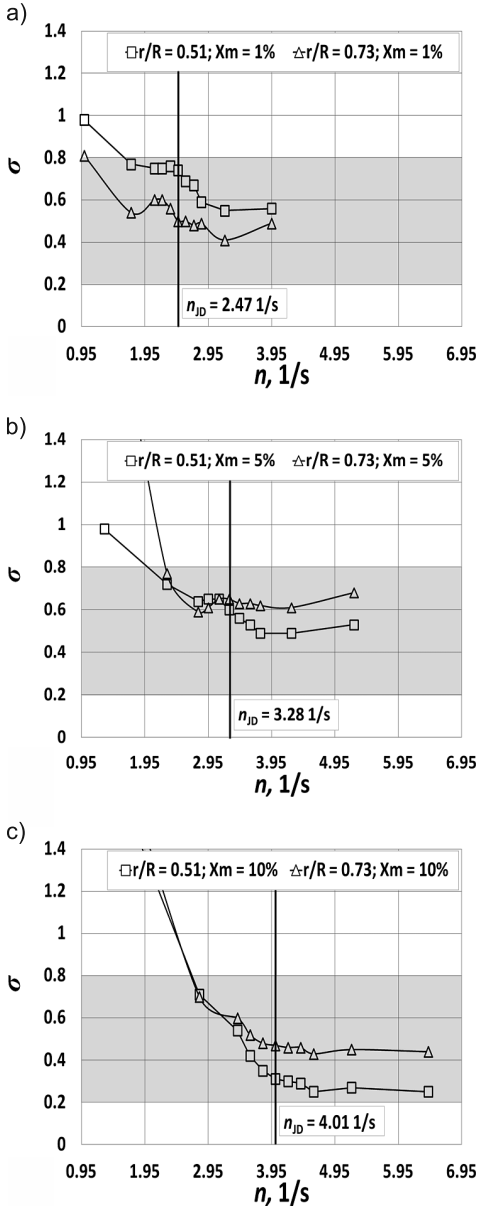 a)
1.4
r/R = 0.51; Xm = 1% r/R = 0.73; Xm = 1%
1.2
1
0.8
σ
0.6
0.4
0.2
n_JD = 2.47 1/s
0
0.95 1.95 2.95 3.95 4.95 5.95 6.95
n, 1/s
b)
1.4
r/R = 0.51; Xm = 5% r/R = 0.73; Xm = 5%
1.2
1
0.8
σ
0.6
0.4
0.2
n_JD = 3.28 1/s
0
0.95 1.95 2.95 3.95 4.95 5.95 6.95
n, 1/s
c)
1.4
r/R = 0.51; Xm = 10% r/R = 0.73; Xm = 10%
1.2
1
0.8
σ
0.6
0.4
0.2
n_JD = 4.01 1/s
0
0.95 1.95 2.95 3.95 4.95 5.95 6.95
n, 1/s